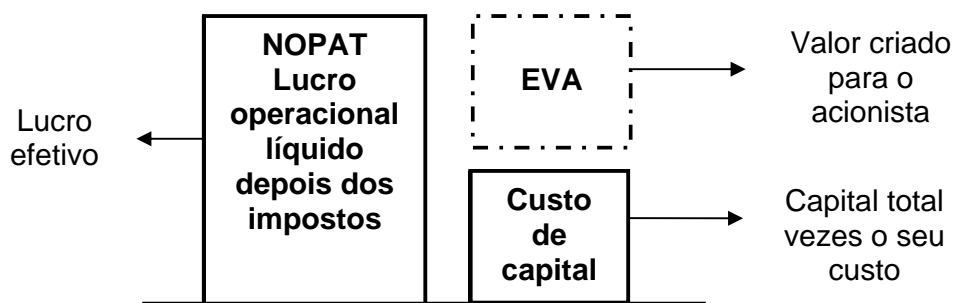 Lucro
efetivo
NOPAT
Lucro
operacional
líquido
depois dos
impostos
EVA
Valor criado
para o
acionista
Custo
de
capital
Capital total
vezes o seu
custo